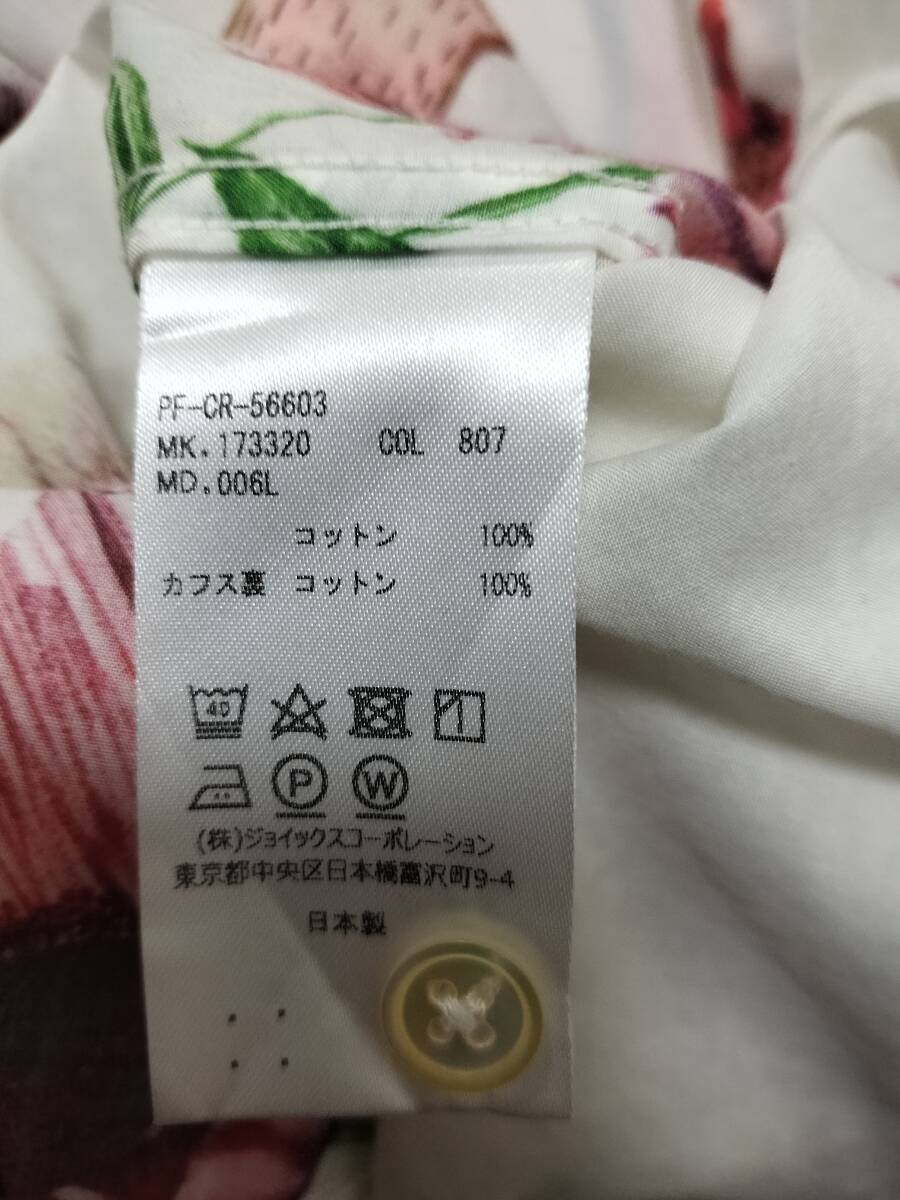 PF-CR-56603
MK.173320 COL 807
MD.006L
コットン 100%
カフス裏 コットン 100%
40
P W
(株)ジョイックスコーポレーション
東京都中央区日本橋富沢町9-4
日本製